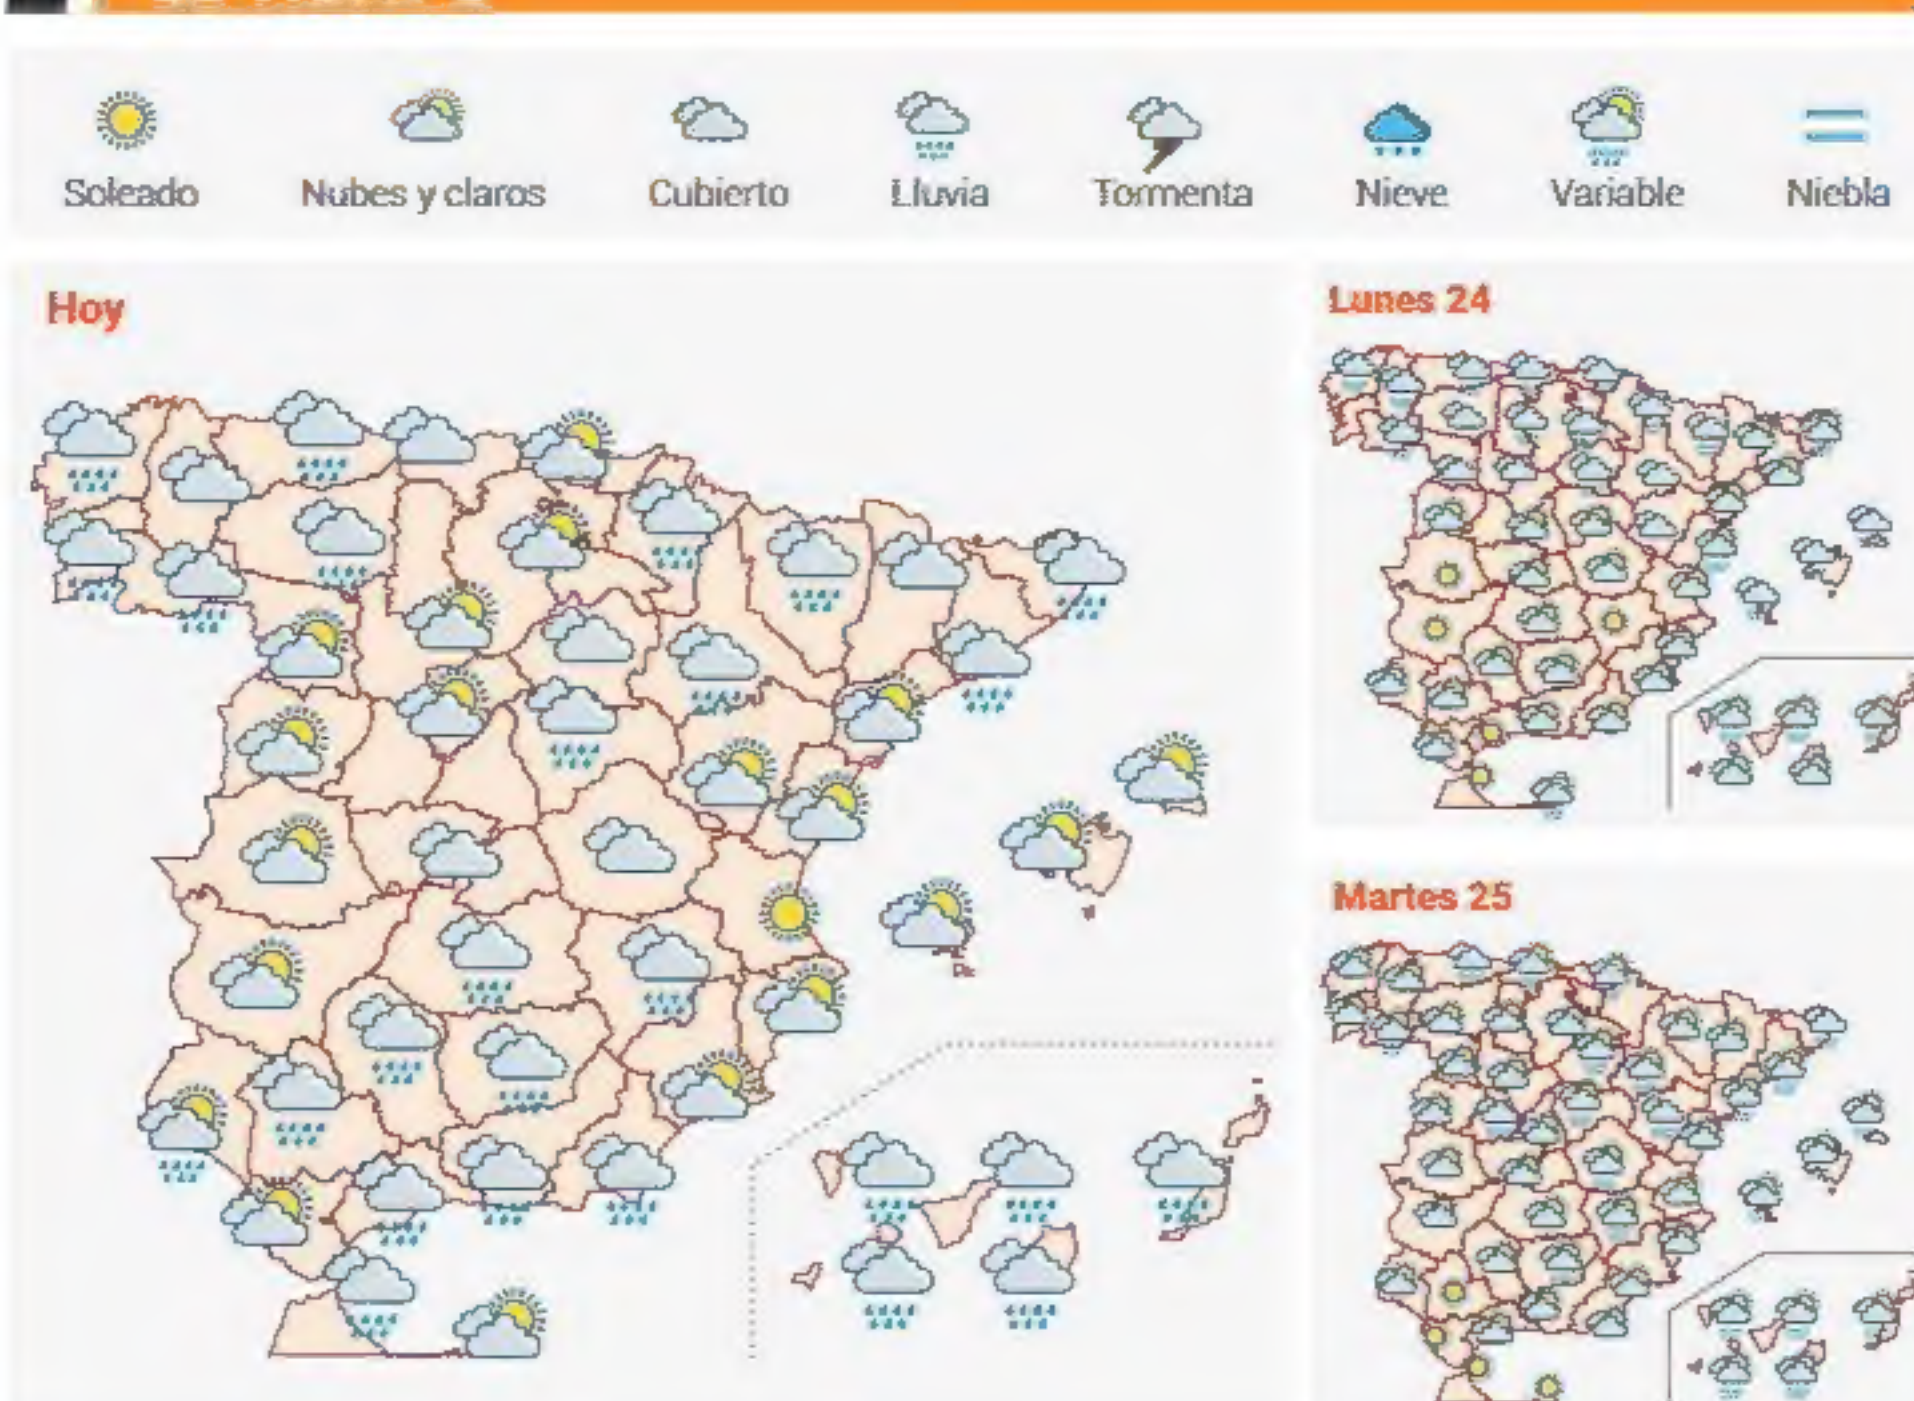 Soleado
Nubes y claros
Cubierto
Lluvia
Tormenta
Nieve
Variable
Niebla
Hoy
Lunes 24
Martes 25